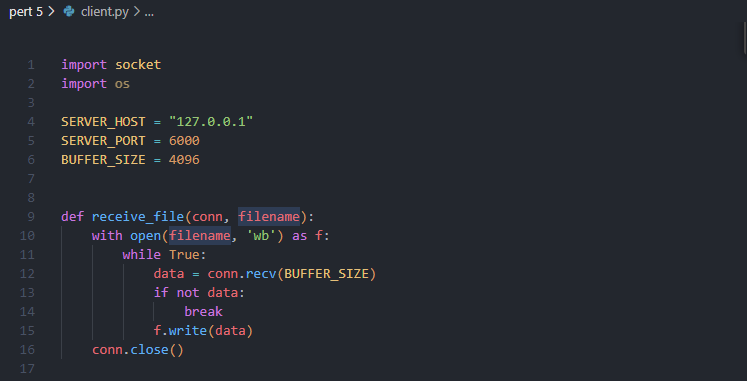 pert 5 > client.py > ...
1 import socket
2 import os
3
4 SERVER_HOST = "127.0.0.1"
5 SERVER_PORT = 6000
6 BUFFER_SIZE = 4096
7
8
9 def receive_file(conn, filename):
10     with open(filename, 'wb') as f:
11         while True:
12             data = conn.recv(BUFFER_SIZE)
13             if not data:
14                 break
15             f.write(data)
16     conn.close()
17